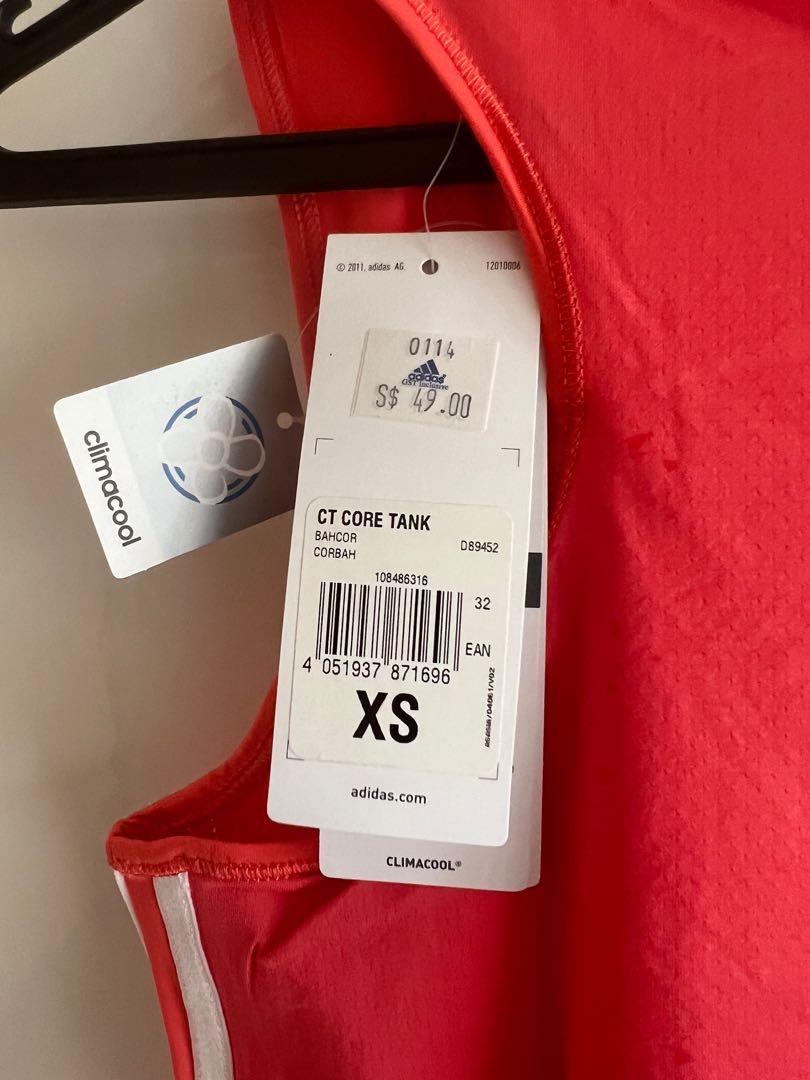 © 2011, adidas AG.
12010006
0114
adidas
GST Inclusive
S$ 49.00
climacool
CT CORE TANK
BAHCOR
D89452
CORBAH
108486316
32
EAN
4 051937 871696
XS
adidas.com
CLIMACOOL®